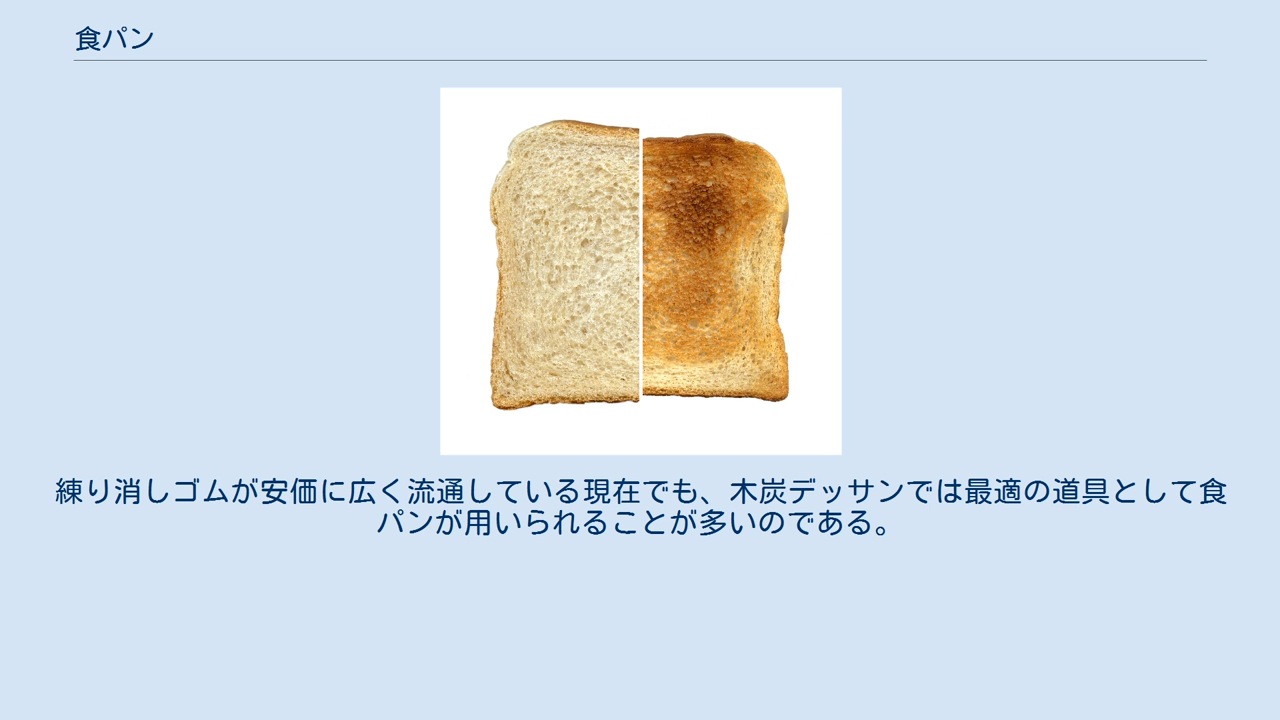 食パン
練り消しゴムが安価に広く流通している現在でも、木炭デッサンでは最適の道具として食
パンが用いられることが多いのである。